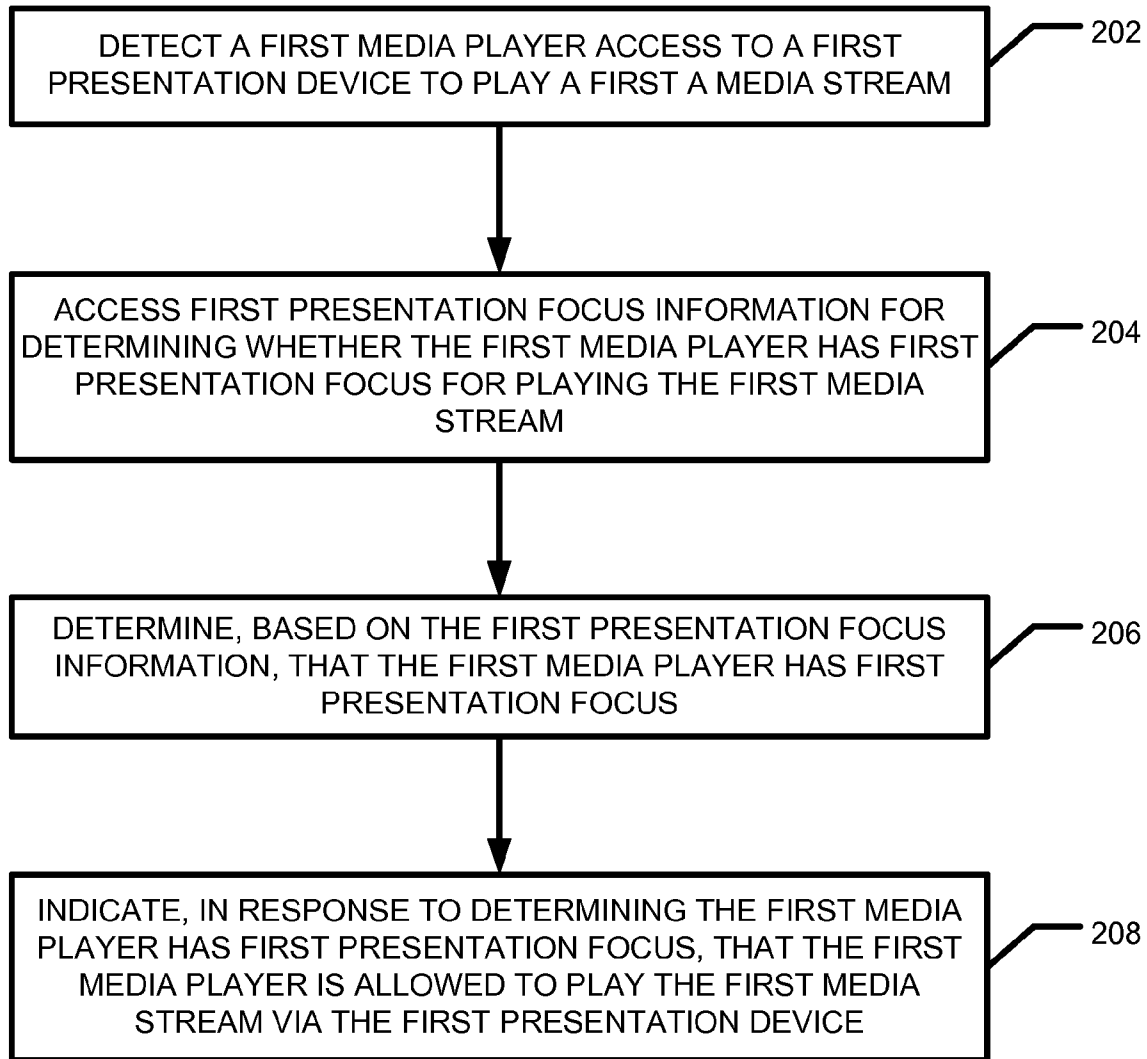 DETECT A FIRST MEDIA PLAYER ACCESS TO A FIRST
PRESENTATION DEVICE TO PLAY A FIRST A MEDIA STREAM
202
ACCESS FIRST PRESENTATION FOCUS INFORMATION FOR
DETERMINING WHETHER THE FIRST MEDIA PLAYER HAS FIRST
PRESENTATION FOCUS FOR PLAYING THE FIRST MEDIA
STREAM
204
DETERMINE, BASED ON THE FIRST PRESENTATION FOCUS
INFORMATION, THAT THE FIRST MEDIA PLAYER HAS FIRST
PRESENTATION FOCUS
206
INDICATE, IN RESPONSE TO DETERMINING THE FIRST MEDIA
PLAYER HAS FIRST PRESENTATION FOCUS, THAT THE FIRST
MEDIA PLAYER IS ALLOWED TO PLAY THE FIRST MEDIA
STREAM VIA THE FIRST PRESENTATION DEVICE
208